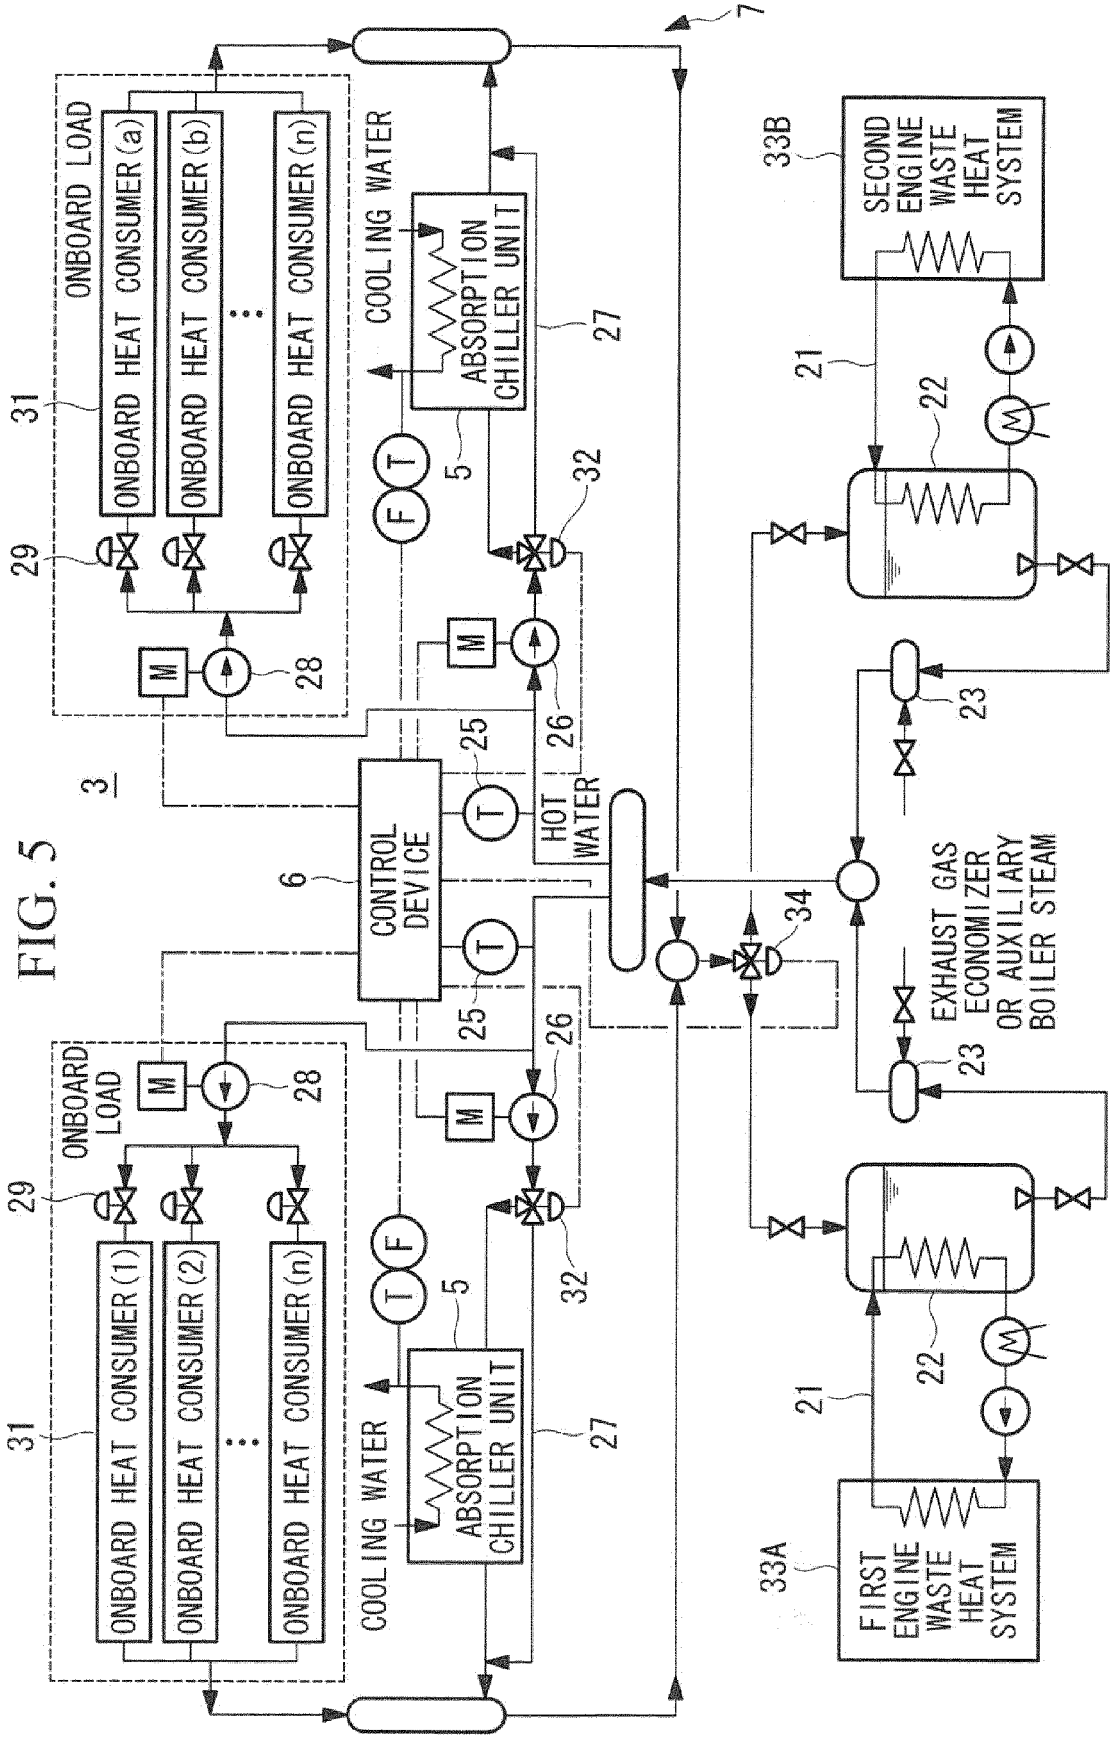 FIG. 5
3
7
ONBOARD
LOAD
M
28
29
31
ONBOARD HEAT CONSUMER(1)
ONBOARD HEAT CONSUMER(2)
ONBOARD HEAT CONSUMER(n)
ONBOARD LOAD
M
28
29
31
ONBOARD HEAT CONSUMER(a)
ONBOARD HEAT CONSUMER(b)
ONBOARD HEAT CONSUMER(n)
6
CONTROL
DEVICE
COOLING WATER
T
F
5
ABSORPTION
CHILLER UNIT
M
26
T
25
32
27
COOLING WATER
F
T
5
ABSORPTION
CHILLER UNIT
M
26
T
25
32
27
HOT
WATER
34
33A
FIRST
ENGINE
WASTE
HEAT
SYSTEM
21
22
23
EXHAUST GAS
ECONOMIZER
OR AUXILIARY
BOILER STEAM
23
22
21
33B
SECOND
ENGINE
WASTE
HEAT
SYSTEM